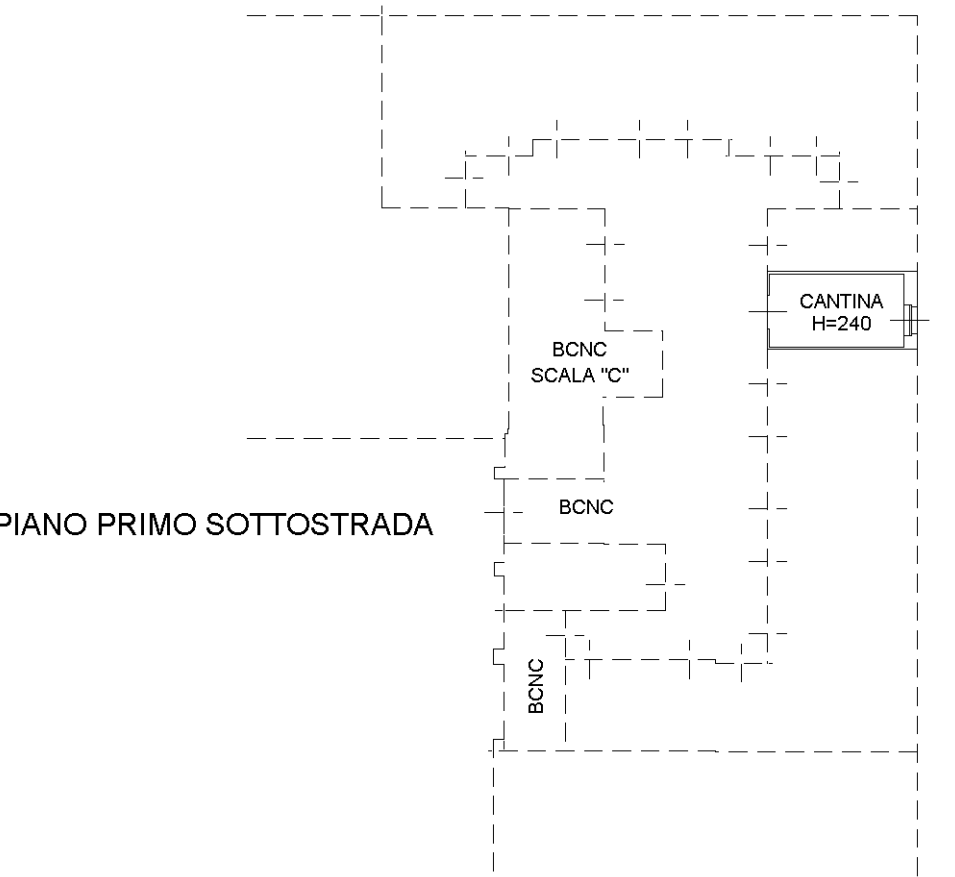 CANTINA
H=240
BCNC
SCALA "C"
BCNC
PIANO PRIMO SOTTOSTRADA
BCNC